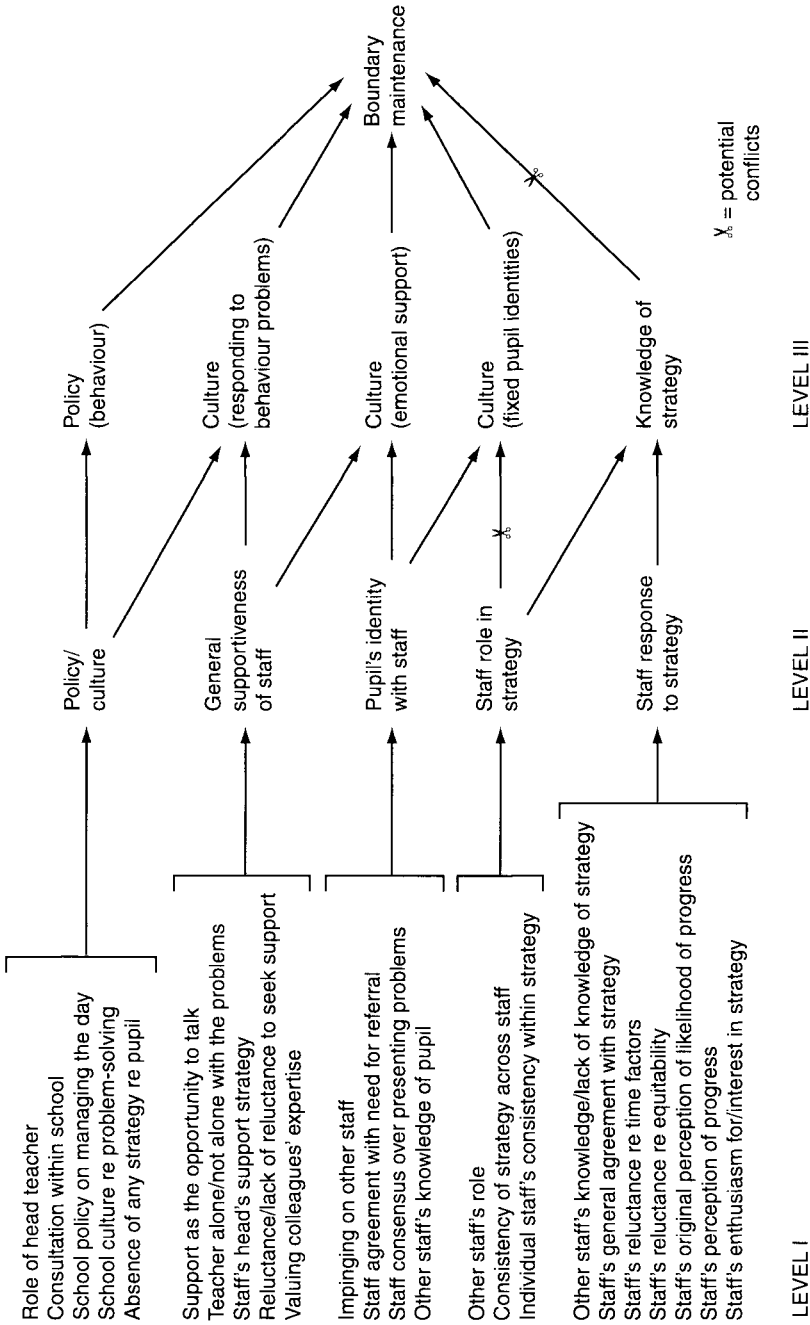 Role of head teacher
Consultation within school
School policy on managing the day
School culture re problem-solving
Absence of any strategy re pupil
Support as the opportunity to talk
Teacher alone/not alone with the problems
Staff's head's support strategy
Reluctance/lack of reluctance to seek support
Valuing colleagues' expertise
Impinging on other staff
Staff agreement with need for referral
Staff consensus over presenting problems
Other staff's knowledge of pupil
Other staff's role
Consistency of strategy across staff
Individual staff's consistency within strategy
Other staff's knowledge/lack of knowledge of strategy
Staff's general agreement with strategy
Staff's reluctance re time factors
Staff's reluctance re equitability
Staff's original perception of likelihood of progress
Staff's perception of progress
Staff's enthusiasm for/interest in strategy
LEVEL I
Policy/
culture
General
supportiveness
of staff
Pupil's identity
with staff
Staff role in
strategy
Staff response
to strategy
LEVEL II
Policy
(behaviour)
Culture
(responding to
behaviour problems)
Culture
(emotional support)
Culture
(fixed pupil identities)
Knowledge of
strategy
LEVEL III
Boundary
maintenance
= potential
conflicts